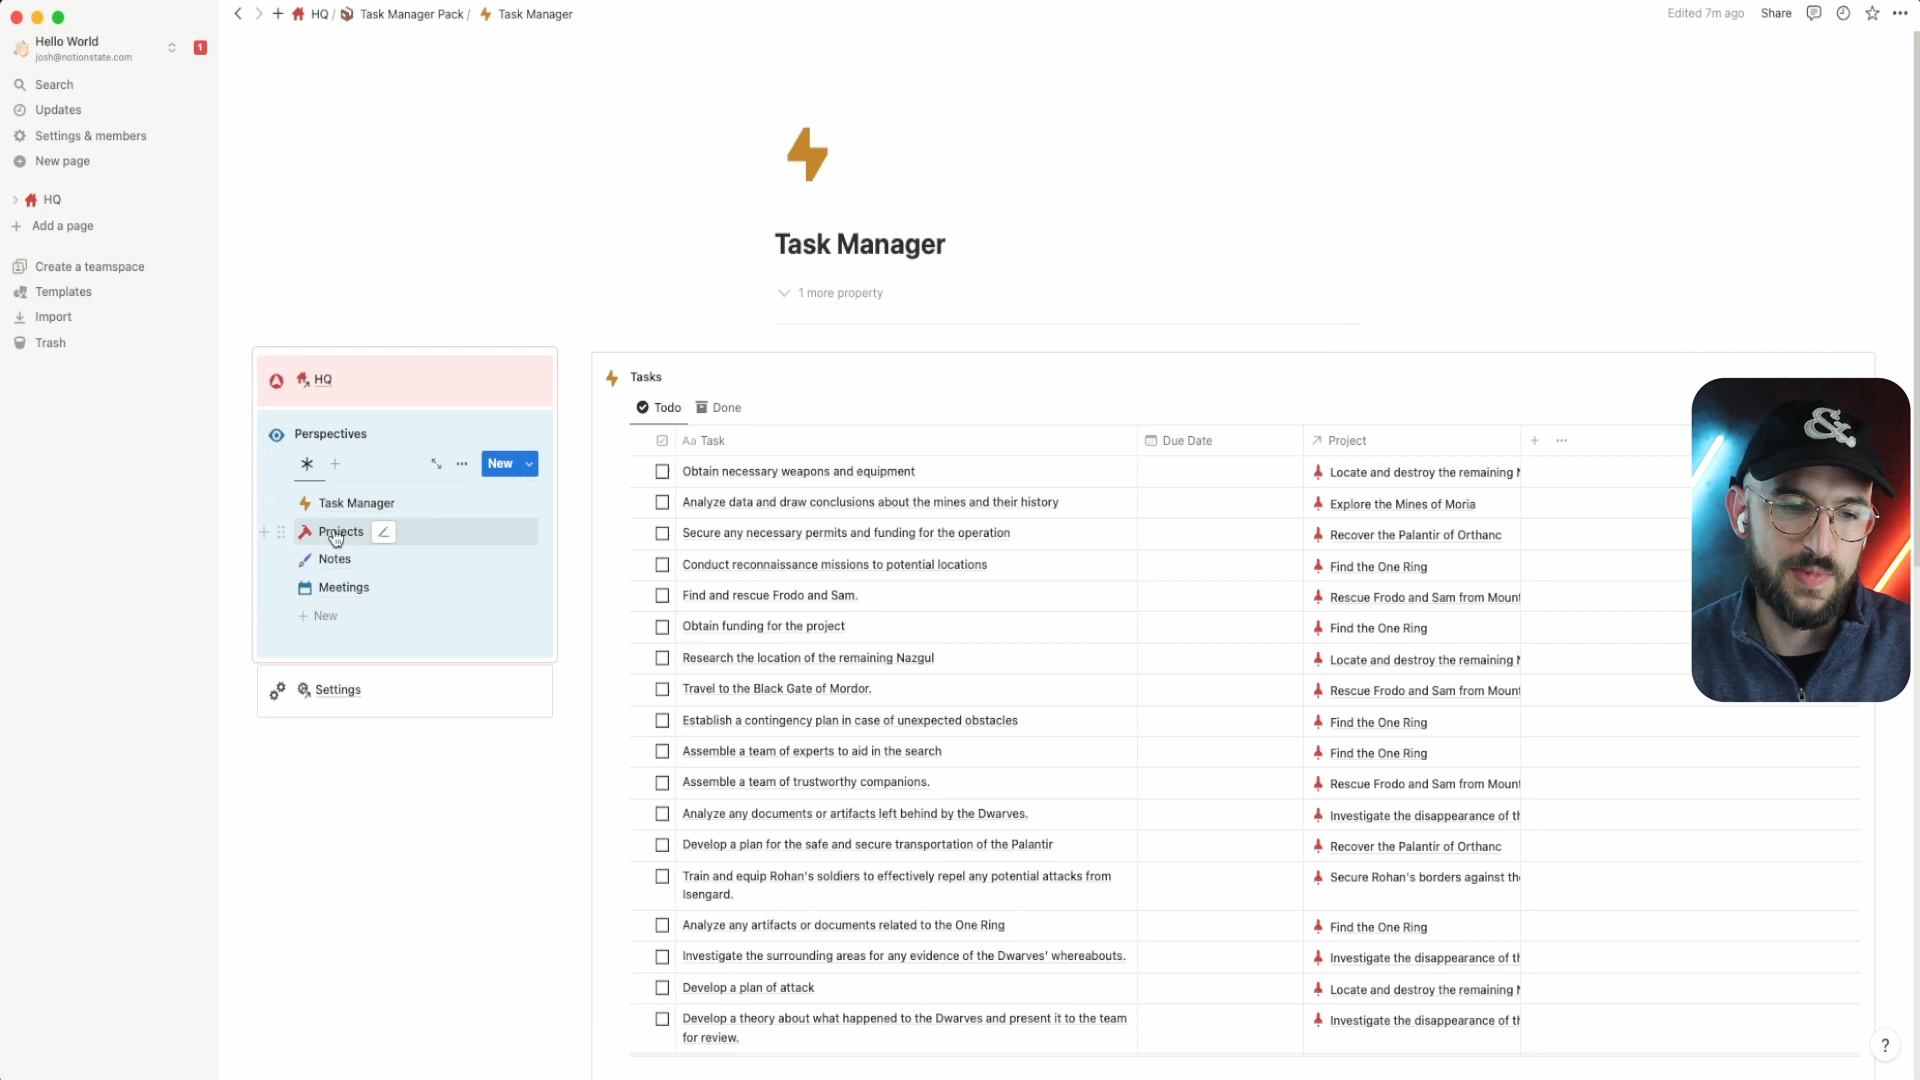 HQ / Task Manager Pack / Task Manager
Edited 7m ago Share
Hello World
josh@notionstate.com
1
Search
Updates
Settings & members
New page
HQ
Add a page
Create a teamspace
Templates
Import
Trash
Task Manager
1 more property
HQ
Perspectives
New
Task Manager
Projects
Notes
Meetings
New
Settings
Tasks
Todo Done
Aa Task Due Date Project
Obtain necessary weapons and equipment Locate and destroy the remaining
Analyze data and draw conclusions about the mines and their history Explore the Mines of Moria
Secure any necessary permits and funding for the operation Recover the Palantir of Orthanc
Conduct reconnaissance missions to potential locations Find the One Ring
Find and rescue Frodo and Sam. Rescue Frodo and Sam from Mount
Obtain funding for the project Find the One Ring
Research the location of the remaining Nazgul Locate and destroy the remaining
Travel to the Black Gate of Mordor. Rescue Frodo and Sam from Mount
Establish a contingency plan in case of unexpected obstacles Find the One Ring
Assemble a team of experts to aid in the search Find the One Ring
Assemble a team of trustworthy companions. Rescue Frodo and Sam from Mount
Analyze any documents or artifacts left behind by the Dwarves. Investigate the disappearance of
Develop a plan for the safe and secure transportation of the Palantir Recover the Palantir of Orthanc
Train and equip Rohan's soldiers to effectively repel any potential attacks from Secure Rohan's borders against
Isengard.
Analyze any artifacts or documents related to the One Ring Find the One Ring
Investigate the surrounding areas for any evidence of the Dwarves' whereabouts. Investigate the disappearance of
Develop a plan of attack Locate and destroy the remaining
Develop a theory about what happened to the Dwarves and present it to the team Investigate the disappearance of
for review.
&
?